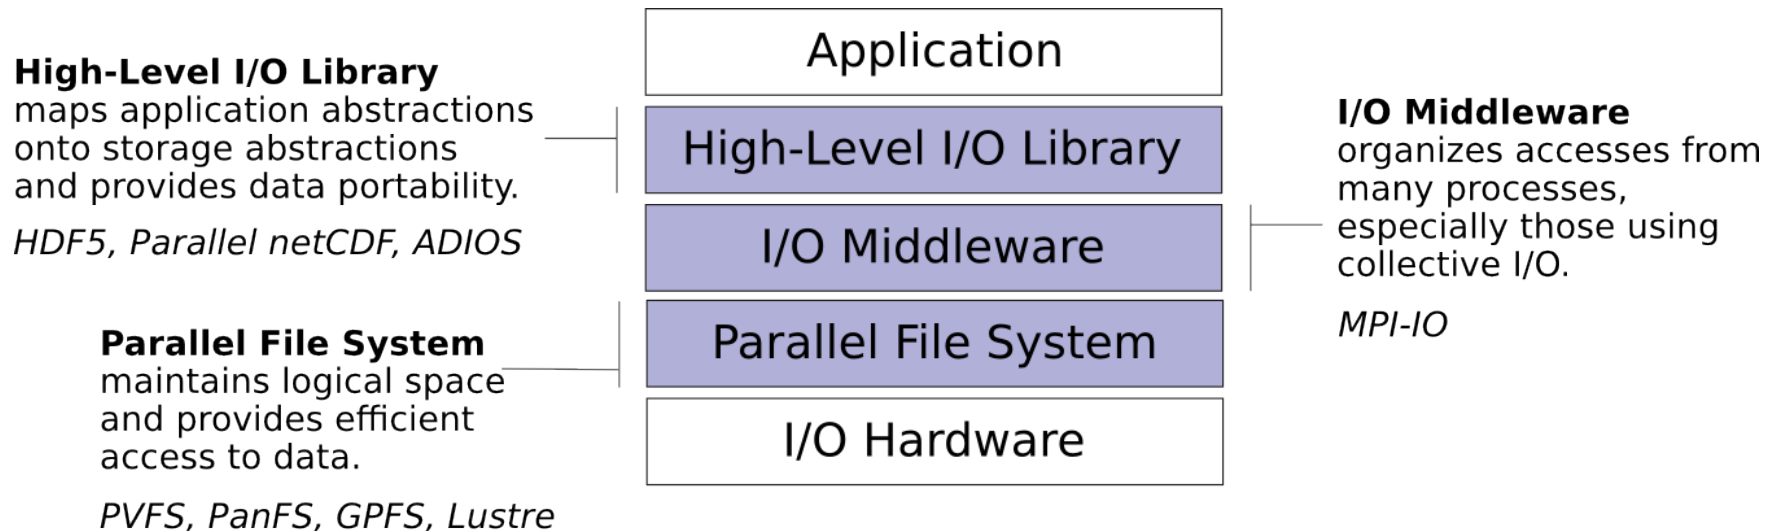 High-Level I/O Library
maps application abstractions
onto storage abstractions
and provides data portability.
HDF5, Parallel netCDF, ADIOS
Parallel File System
maintains logical space
and provides efficient
access to data.
PVFS, PanFS, GPFS, Lustre
Application
High-Level I/O Library
I/O Middleware
Parallel File System
I/O Hardware
I/O Middleware
organizes accesses from
many processes,
especially those using
collective I/O.
MPI-IO